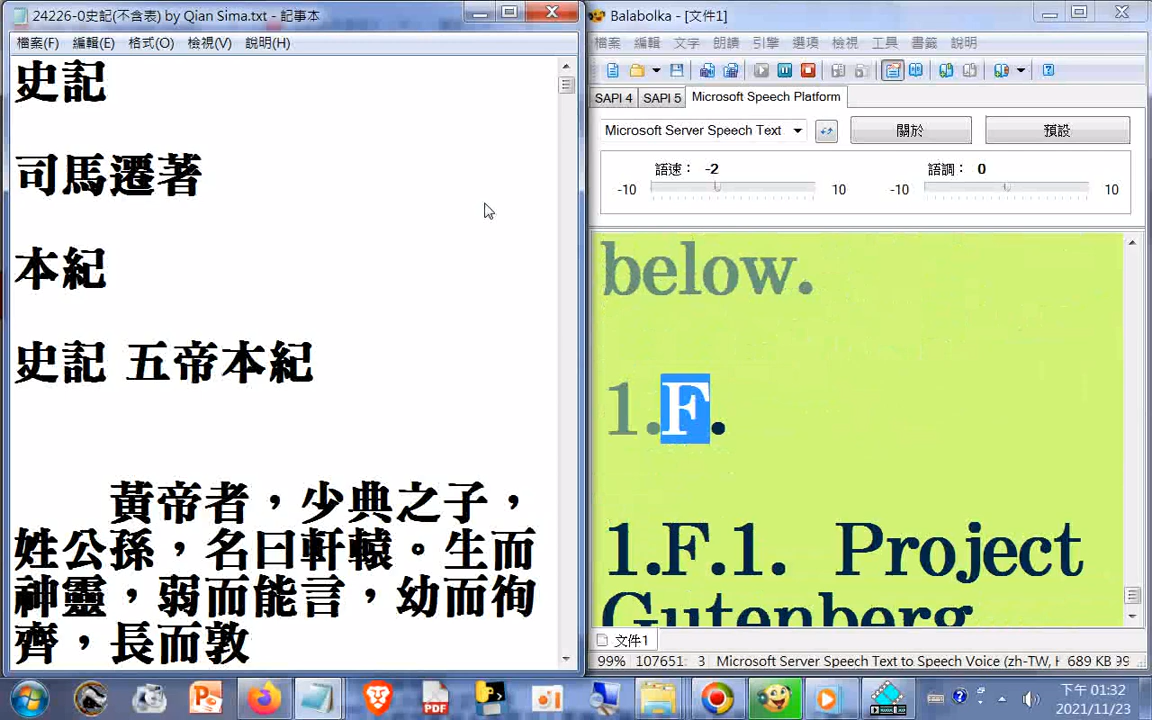 24226-0史記(不含表) by Qian Sima.txt - 記事本
檔案(F) 編輯(E) 格式(O) 檢視(V) 說明(H)
史記
司馬遷著
本紀
史記 五帝本紀
黃帝者，少典之子，
姓公孫，名曰軒轅。生而
神靈，弱而能言，幼而徇
齊，長而敦
Balabolka - [文件1]
檔案 編輯 文字 朗讀 引擎 選項 檢視 工具 書籤 說明
SAPI 4 SAPI 5 Microsoft Speech Platform
Microsoft Server Speech Text 關於 預設
語速： -2 語調： 0
-10 10 -10 10
below.
1.F.
1.F.1. Project
Gutenberg
文件1
99% 107651: 3 Microsoft Server Speech Text to Speech Voice (zh-TW, 689 KB 99
PDF
下午 01:32
2021/11/23